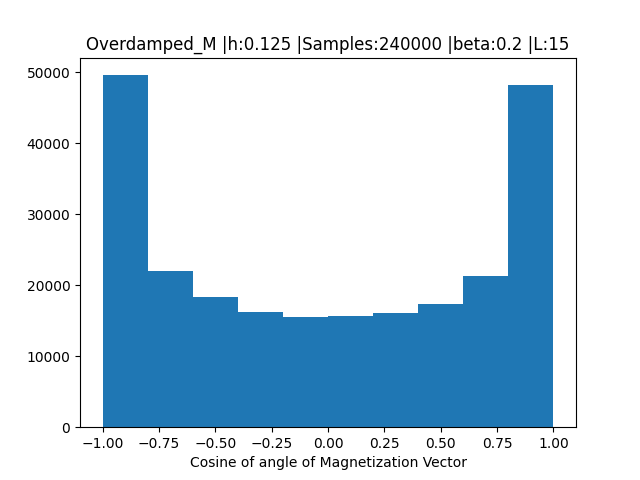 Overdamped_M |h:0.125 |Samples:240000 |beta:0.2 |L:15
50000
40000
30000
20000
10000
0
−1.00 −0.75 −0.50 −0.25 0.00 0.25 0.50 0.75 1.00
Cosine of angle of Magnetization Vector